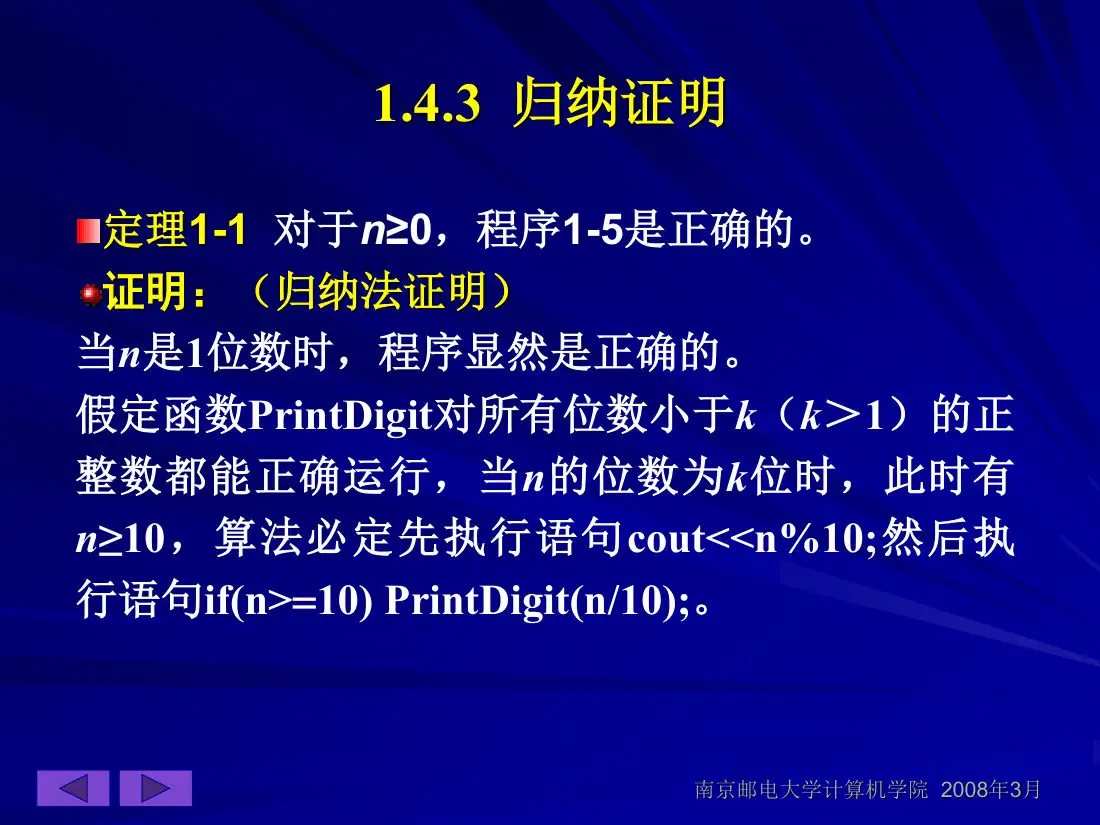 1.4.3 归纳证明
定理1-1 对于n≥0，程序1-5是正确的。
证明：（归纳法证明）
当n是1位数时，程序显然是正确的。
假定函数PrintDigit对所有位数小于k（k＞1）的正
整数都能正确运行，当n的位数为k位时，此时有
n≥10，算法必定先执行语句cout<<n%10;然后执
行语句if(n>=10) PrintDigit(n/10);。
南京邮电大学计算机学院 2008年3月